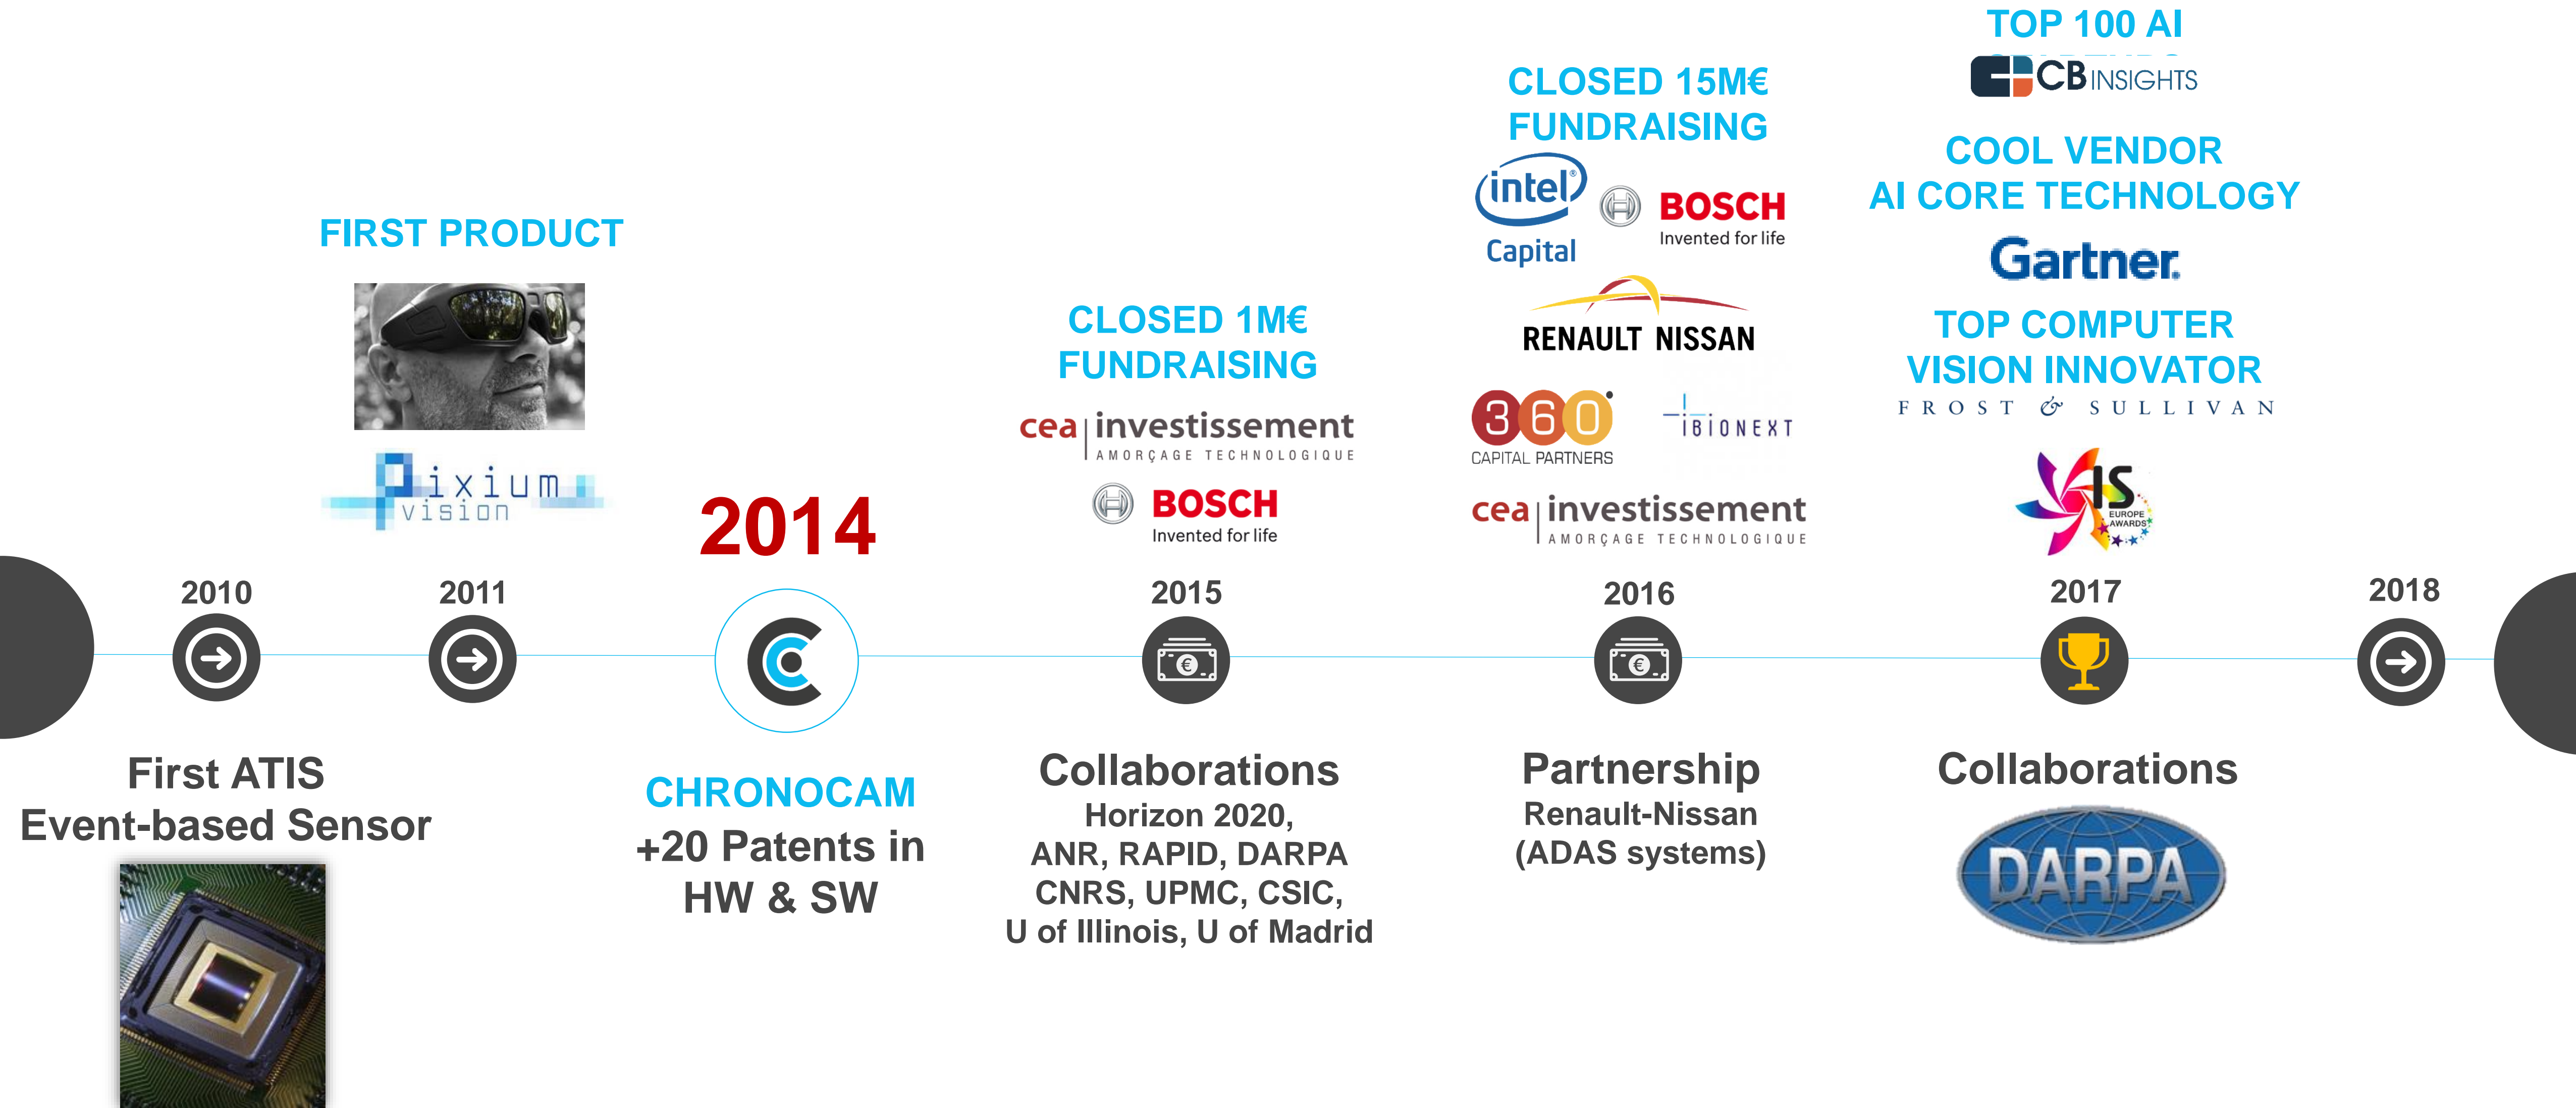 FIRST PRODUCT
pixium
vision
2010
First ATIS
Event-based Sensor
2011
2014
CHRONOCAM
+20 Patents in
HW & SW
CLOSED 1M€
FUNDRAISING
cea investissement
AMORÇAGE TECHNOLOGIQUE
BOSCH
Invented for life
2015
€
Collaborations
Horizon 2020,
ANR, RAPID, DARPA
CNRS, UPMC, CSIC,
U of Illinois, U of Madrid
CLOSED 15M€
FUNDRAISING
intel®
Capital
BOSCH
Invented for life
RENAULT NISSAN
360
CAPITAL PARTNERS
iBIONEXT
cea investissement
AMORÇAGE TECHNOLOGIQUE
2016
€
Partnership
Renault-Nissan
(ADAS systems)
TOP 100 AI
CB INSIGHTS
COOL VENDOR
AI CORE TECHNOLOGY
Gartner.
TOP COMPUTER
VISION INNOVATOR
FROST & SULLIVAN
IS
EUROPE
AWARDS
2017
Collaborations
DARPA
2018